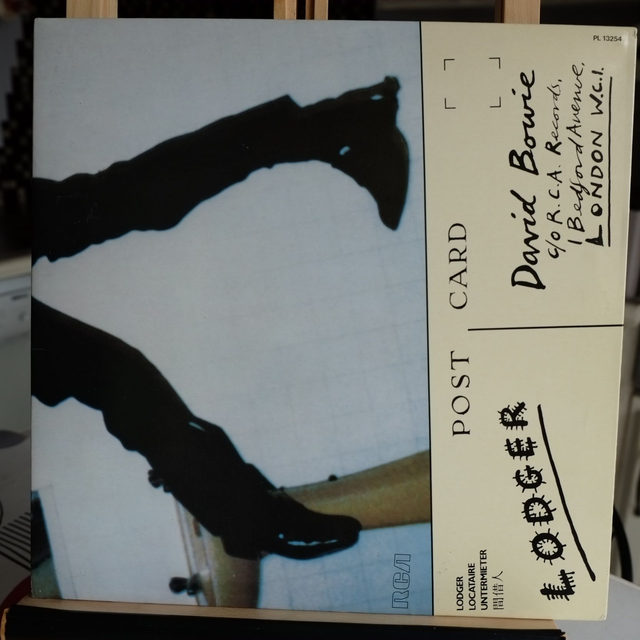 PL 13254
POST CARD
David Bowie
c/o R.C.A. Records,
1 Bedford Avenue,
LONDON W.C.1.
LODGER
LODGER
LOCATAIRE
UNTERMIETER
間借人
RCA